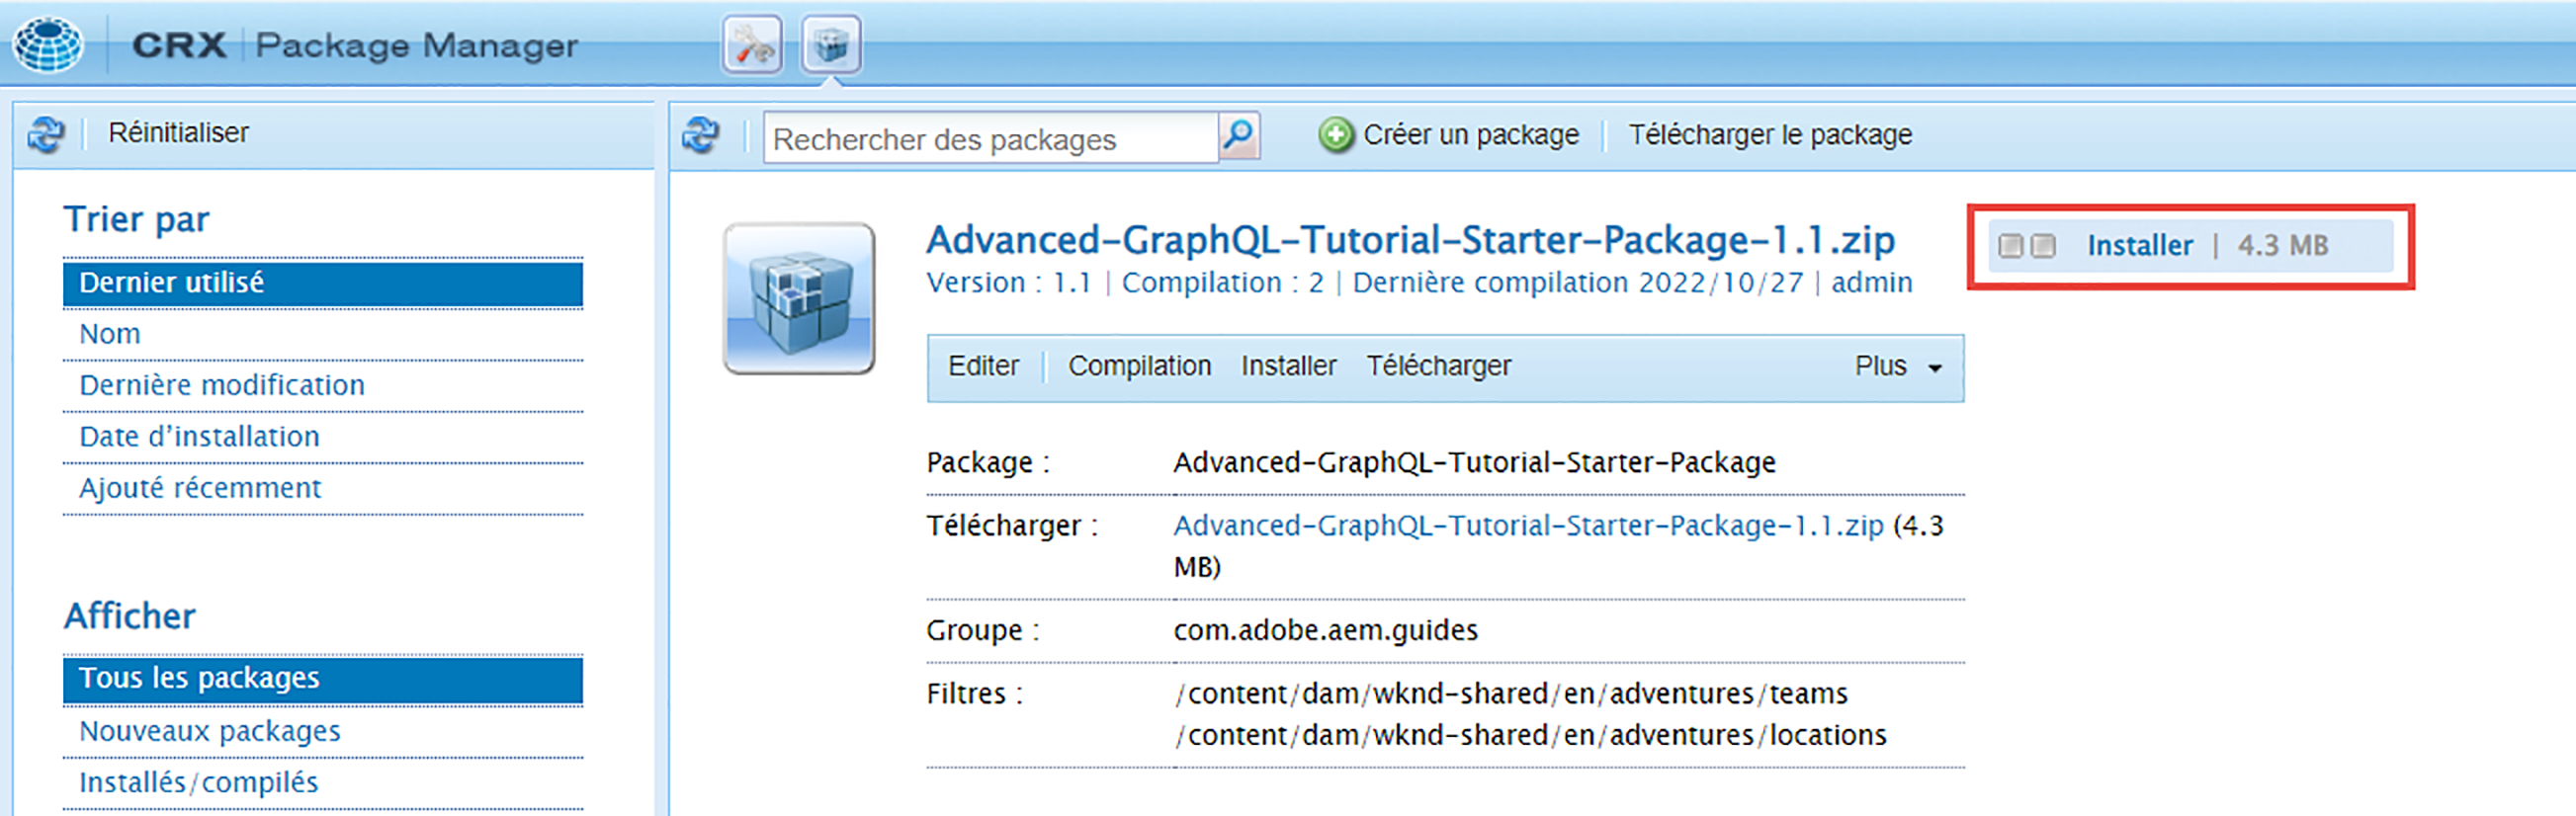 CRX | Package Manager
Réinitialiser
Trier par
Dernier utilisé
Nom
Dernière modification
Date d’installation
Ajouté récemment
Afficher
Tous les packages
Nouveaux packages
Installés/compilés
Rechercher des packages
Créer un package
Télécharger le package
Advanced-GraphQL-Tutorial-Starter-Package-1.1.zip
Version : 1.1 | Compilation : 2 | Dernière compilation 2022/10/27 | admin
Installer | 4.3 MB
Editer Compilation Installer Télécharger Plus
Package : Advanced-GraphQL-Tutorial-Starter-Package
Télécharger : Advanced-GraphQL-Tutorial-Starter-Package-1.1.zip (4.3
MB)
Groupe : com.adobe.aem.guides
Filtres : /content/dam/wknd-shared/en/adventures/teams
/content/dam/wknd-shared/en/adventures/locations